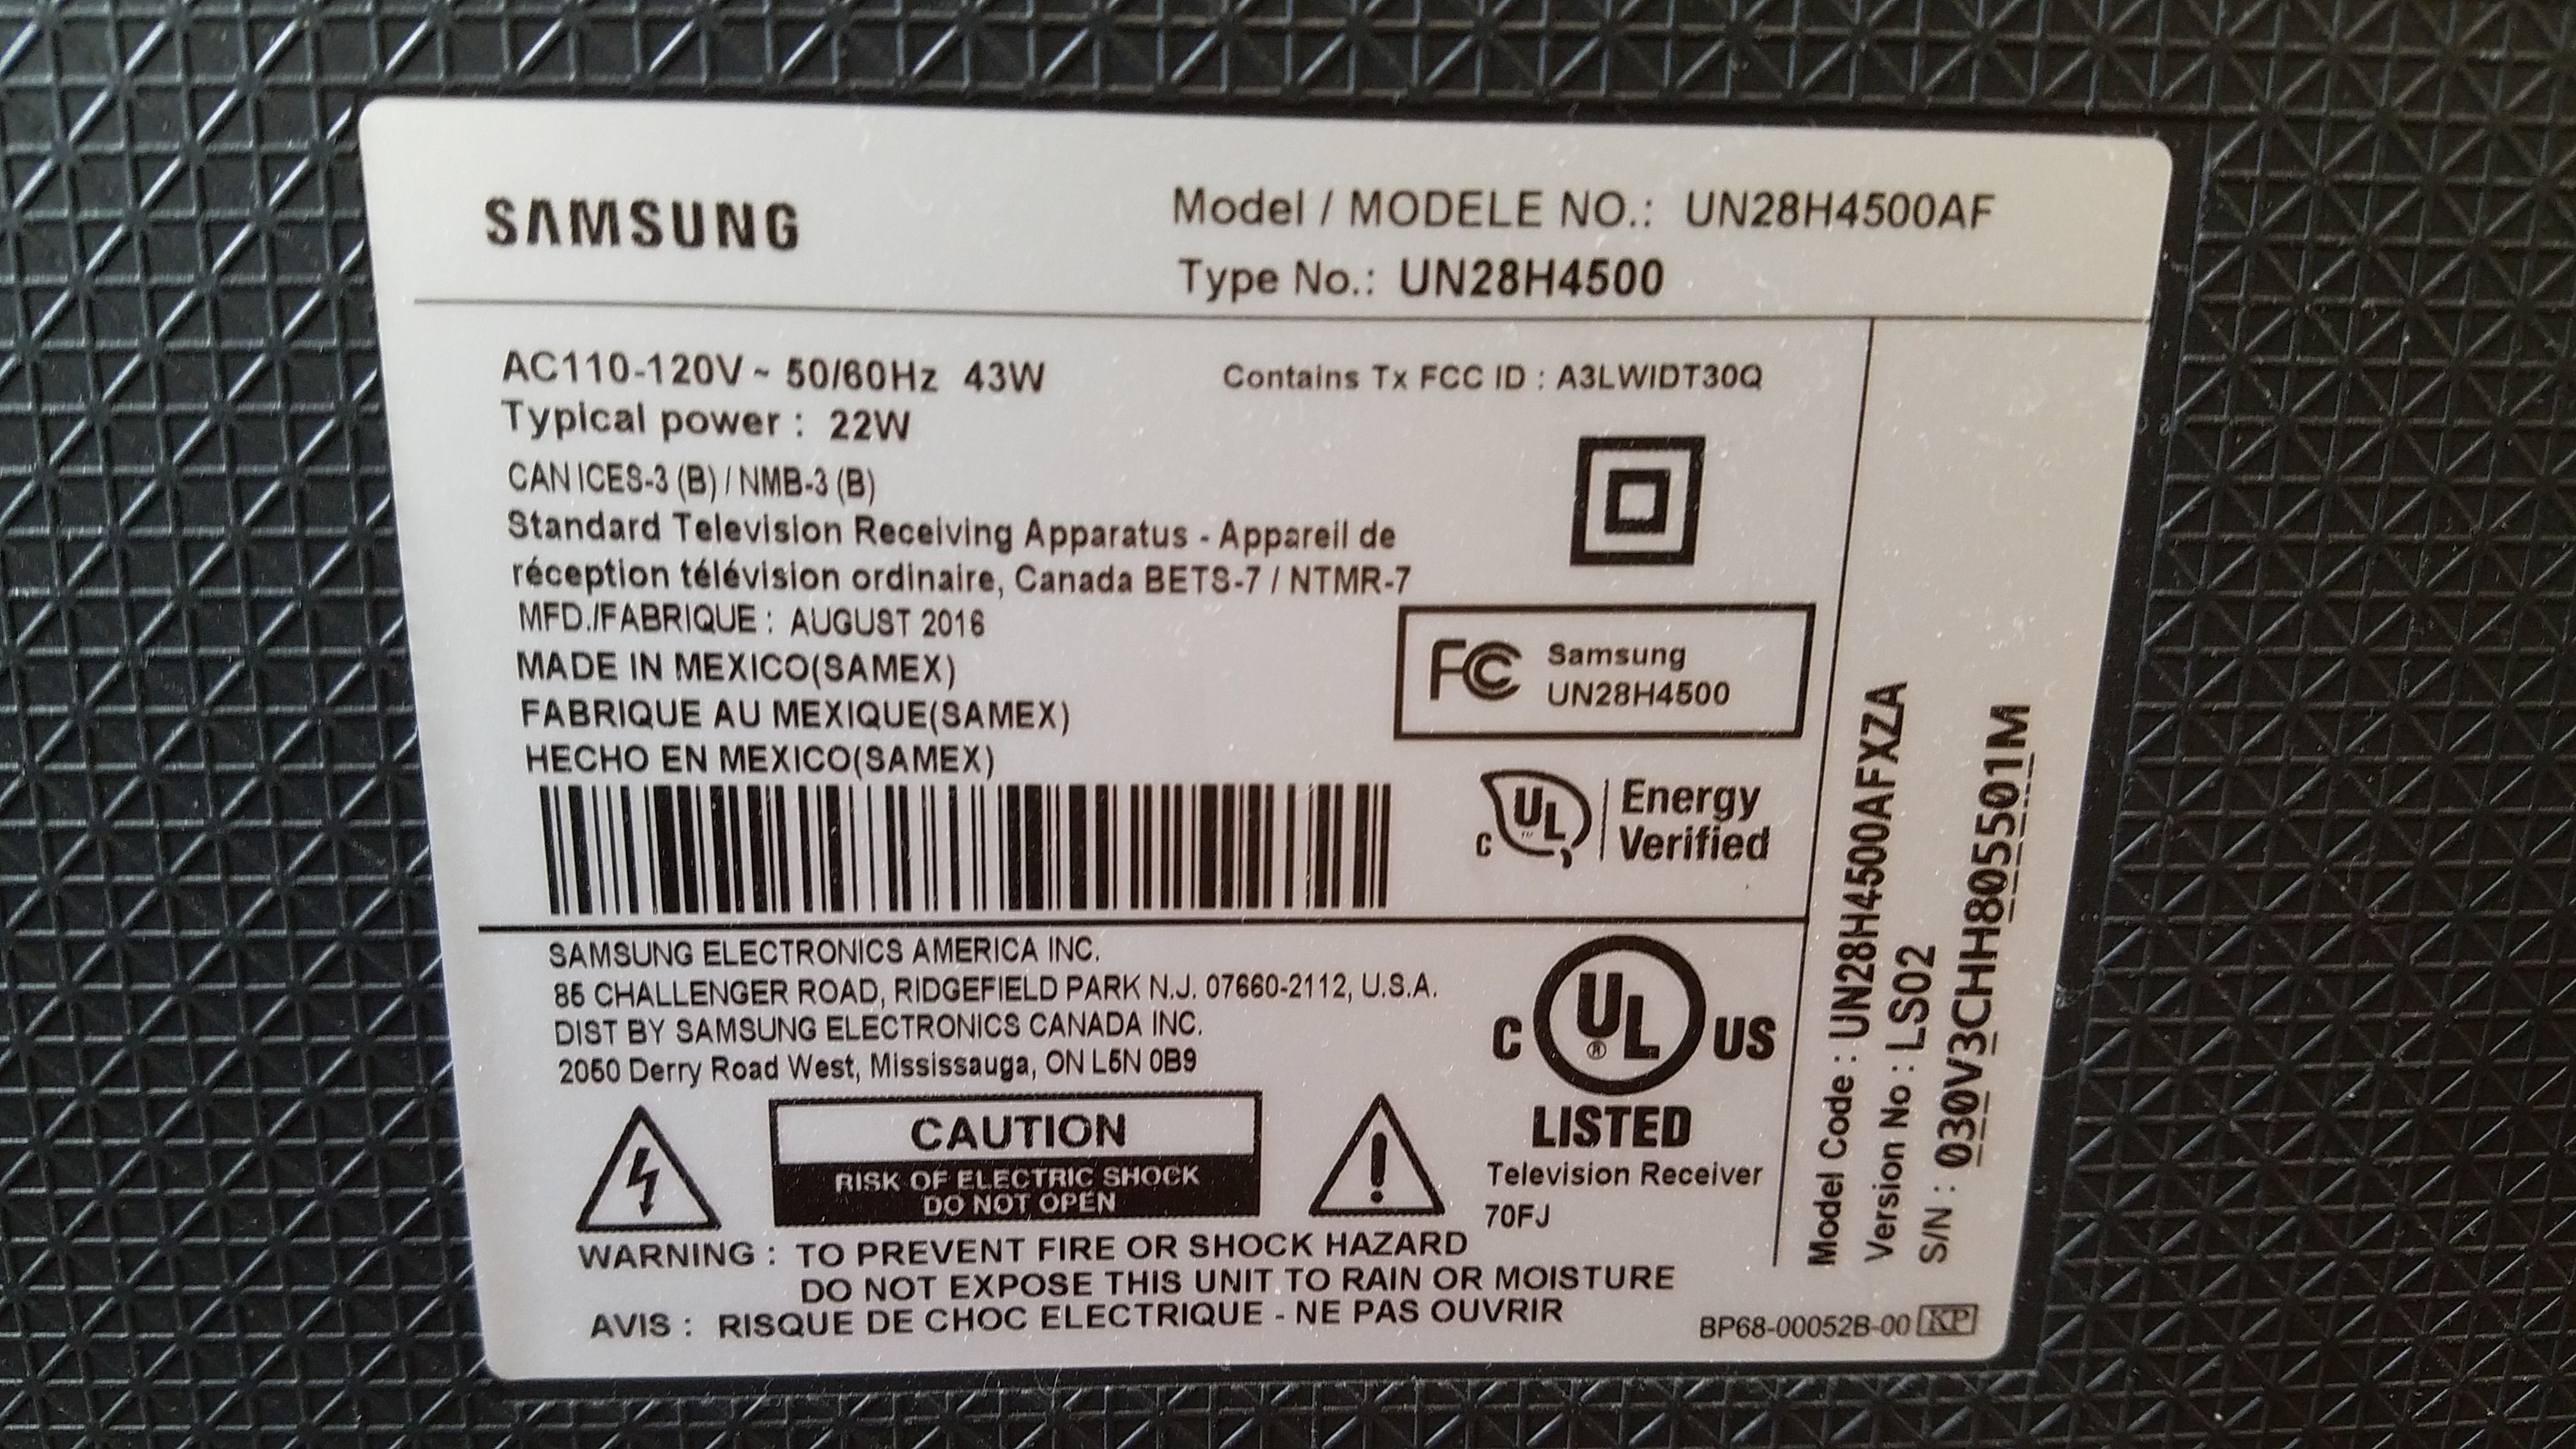 SAMSUNG
Model / MODELE NO.: UN28H4500AF
Type No.: UN28H4500
AC110-120V ~ 50/60Hz 43W
Typical power : 22W
Contains Tx FCC ID : A3LWIDT30Q
CAN ICES-3 (B) / NMB-3 (B)
Standard Television Receiving Apparatus - Appareil de
réception télévision ordinaire, Canada BETS-7 / NTMR-7
MFD./FABRIQUE : AUGUST 2016
MADE IN MEXICO(SAMEX)
FABRIQUE AU MEXIQUE(SAMEX)
HECHO EN MEXICO(SAMEX)
FC Samsung
UN28H4500
C UL Energy
Verified
SAMSUNG ELECTRONICS AMERICA INC.
85 CHALLENGER ROAD, RIDGEFIELD PARK N.J. 07660-2112, U.S.A.
DIST BY SAMSUNG ELECTRONICS CANADA INC.
2050 Derry Road West, Mississauga, ON L5N 0B9
C UL ® US
LISTED
Television Receiver
70FJ
CAUTION
RISK OF ELECTRIC SHOCK
DO NOT OPEN
WARNING : TO PREVENT FIRE OR SHOCK HAZARD
DO NOT EXPOSE THIS UNIT TO RAIN OR MOISTURE
AVIS : RISQUE DE CHOC ELECTRIQUE - NE PAS OUVRIR
BP68-00052B-00 KP
Model Code : UN28H4500AFXZA
Version No : LS02
S/N : 030V3CHH805501M